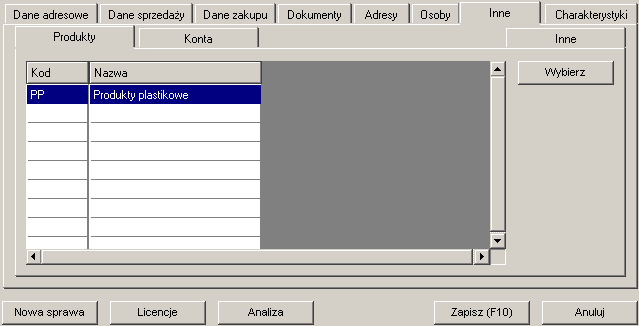 Dane adresowe Dane sprzedaży Dane zakupu Dokumenty Adresy Osoby Inne Charakterystyki
Produkty Konta Inne
Kod Nazwa
PP Produkty plastikowe
Wybierz
Nowa sprawa Licencje Analiza Zapisz (F10) Anuluj